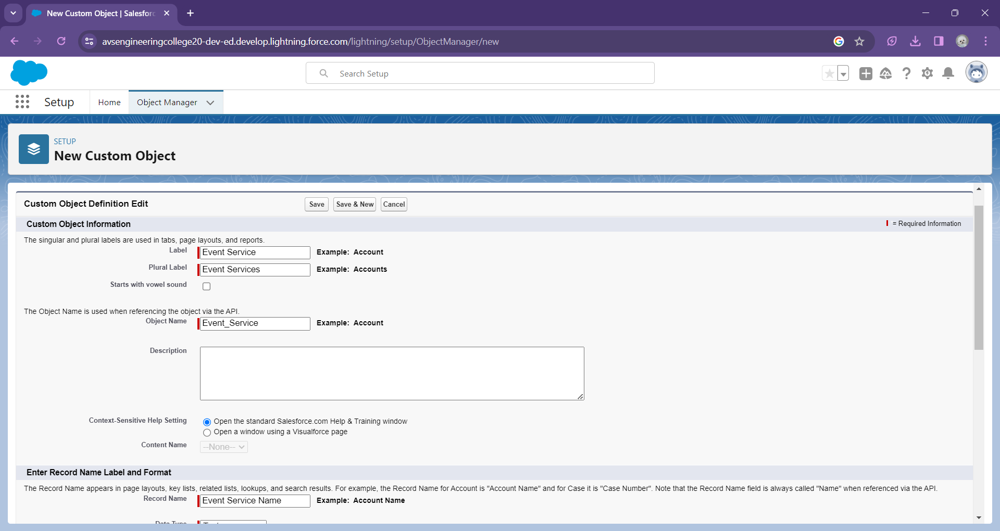 New Custom Object | Salesforc
avsengineeringcollege20-dev-ed.develop.lightning.force.com/lightning/setup/ObjectManager/new
Search Setup
Setup
Home
Object Manager
SETUP
New Custom Object
Custom Object Definition Edit
Save
Save & New
Cancel
Custom Object Information
= Required Information
The singular and plural labels are used in tabs, page layouts, and reports.
Label
Event Service
Example: Account
Plural Label
Event Services
Example: Accounts
Starts with vowel sound
The Object Name is used when referencing the object via the API.
Object Name
Event_Service
Example: Account
Description
Context-Sensitive Help Setting
Open the standard Salesforce.com Help & Training window
Open a window using a Visualforce page
Content Name
--None--
Enter Record Name Label and Format
The Record Name appears in page layouts, key lists, related lists, lookups, and search results. For example, the Record Name for Account is "Account Name" and for Case it is "Case Number". Note that the Record Name field is always called "Name" when referenced via the API.
Record Name
Event Service Name
Example: Account Name
Data Type